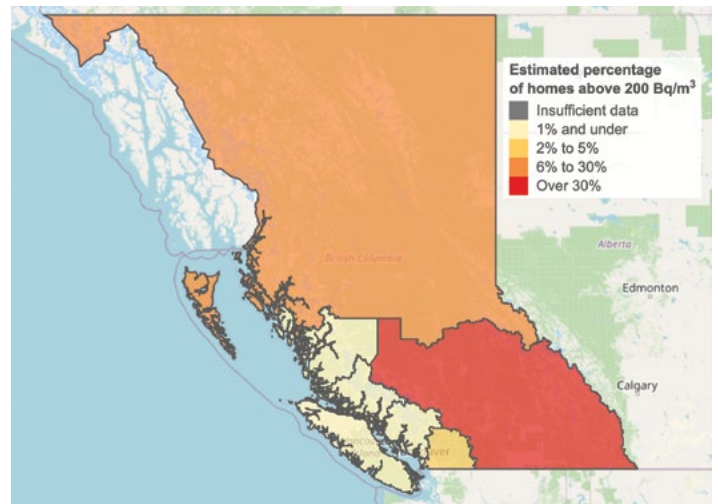 Estimated percentage
of homes above 200 Bq/m³
Insufficient data
1% and under
2% to 5%
6% to 30%
Over 30%
British Columbia
Alberta
Edmonton
Calgary